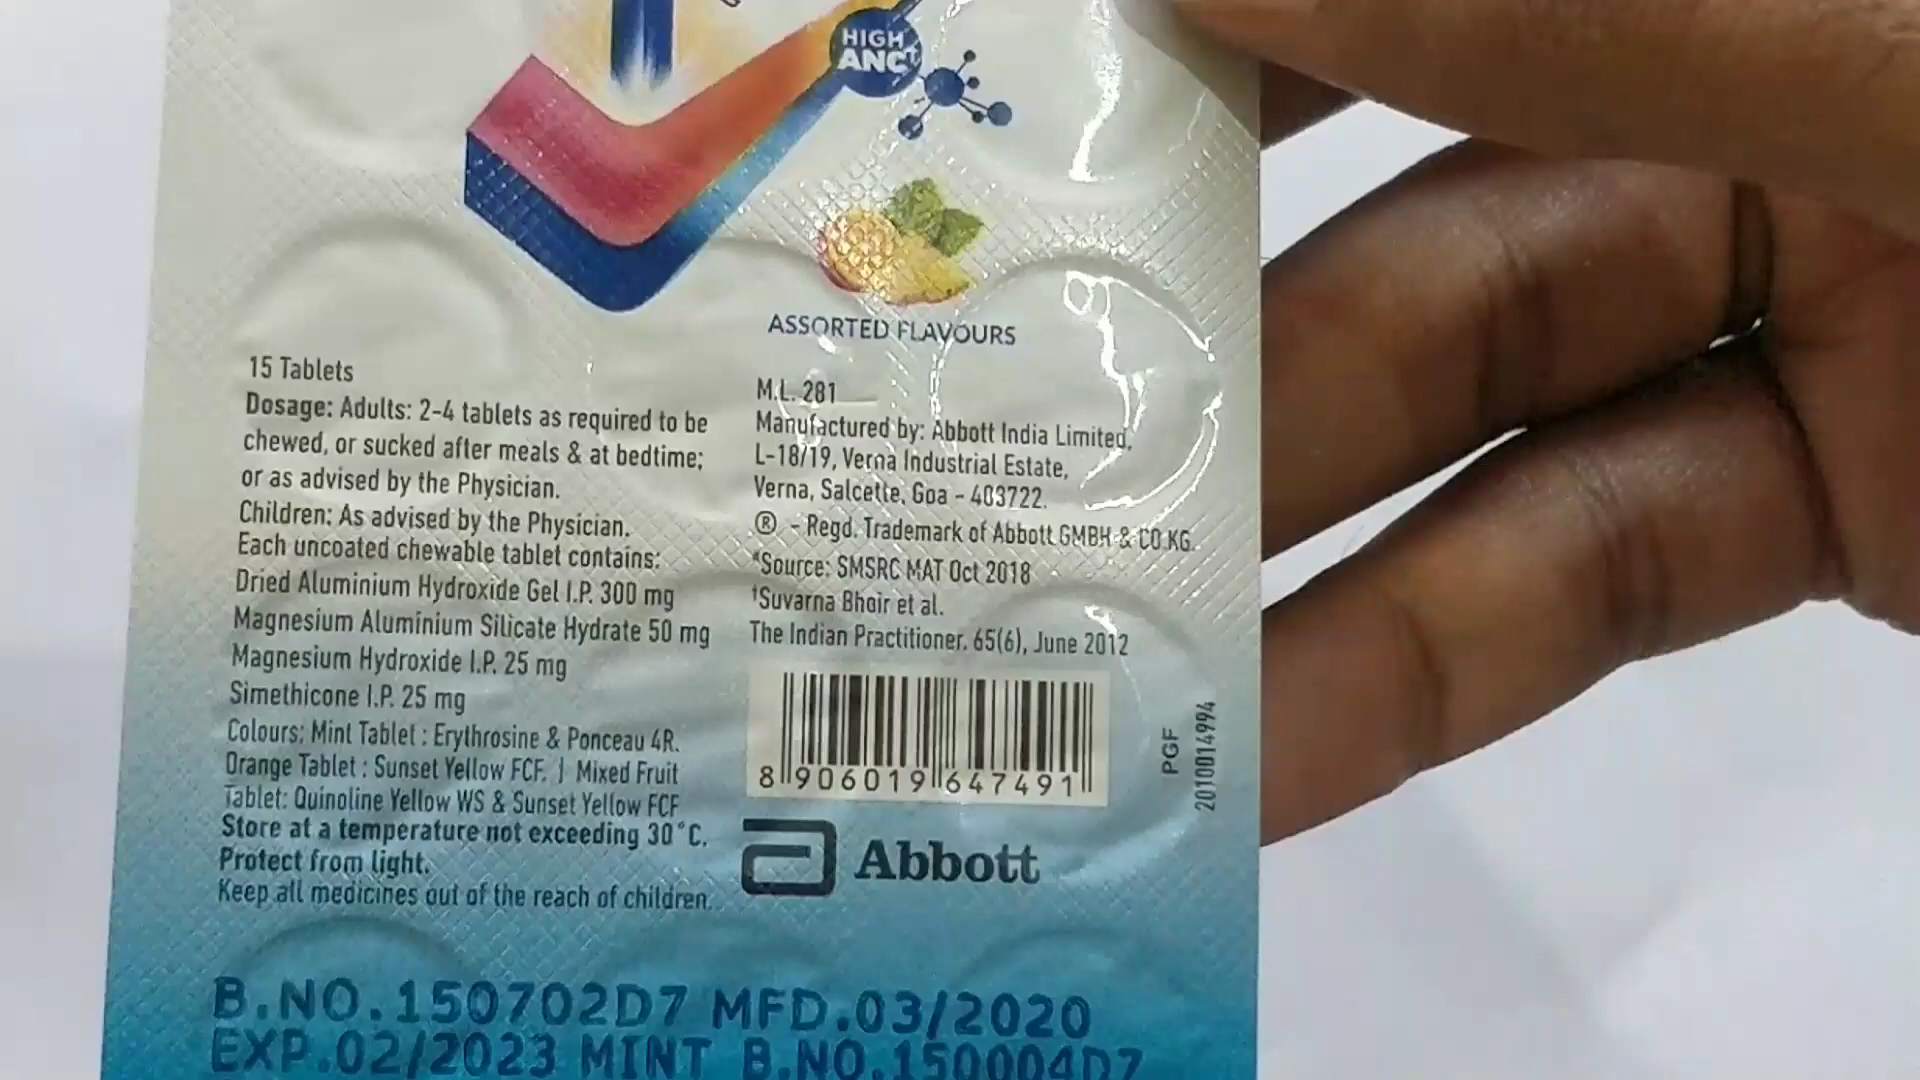 HIGH
ANC†
ASSORTED FLAVOURS
15 Tablets
Dosage: Adults: 2-4 tablets as required to be
chewed, or sucked after meals & at bedtime;
or as advised by the Physician.
Children: As advised by the Physician.
Each uncoated chewable tablet contains:
Dried Aluminium Hydroxide Gel I.P. 300 mg
Magnesium Aluminium Silicate Hydrate 50 mg
Magnesium Hydroxide I.P. 25 mg
Simethicone I.P. 25 mg
Colours: Mint Tablet : Erythrosine & Ponceau 4R.
Orange Tablet : Sunset Yellow FCF. | Mixed Fruit
Tablet: Quinoline Yellow WS & Sunset Yellow FCF
Store at a temperature not exceeding 30°C.
Protect from light.
Keep all medicines out of the reach of children.
M.L. 281
Manufactured by: Abbott India Limited,
L-18/19, Verna Industrial Estate,
Verna, Salcette, Goa - 403722.
® - Regd. Trademark of Abbott GMBH & CO.KG.
*Source: SMSRC MAT Oct 2018
†Suvarna Bhoir et al.
The Indian Practitioner. 65(6), June 2012
8 906019 647491
PGF
2010014994
Abbott
B.NO.150702D7 MFD.03/2020
EXP.02/2023 MINT B.NO.150004D7